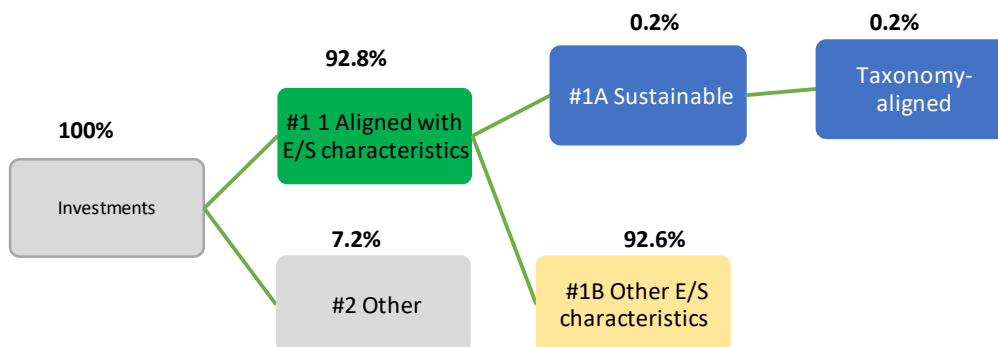 0.2%
0.2%
92.8%
#1A Sustainable
Taxonomy-
aligned
#1 1 Aligned with
E/S characteristics
100%
Investments
7.2%
92.6%
#2 Other
#1B Other E/S
characteristics